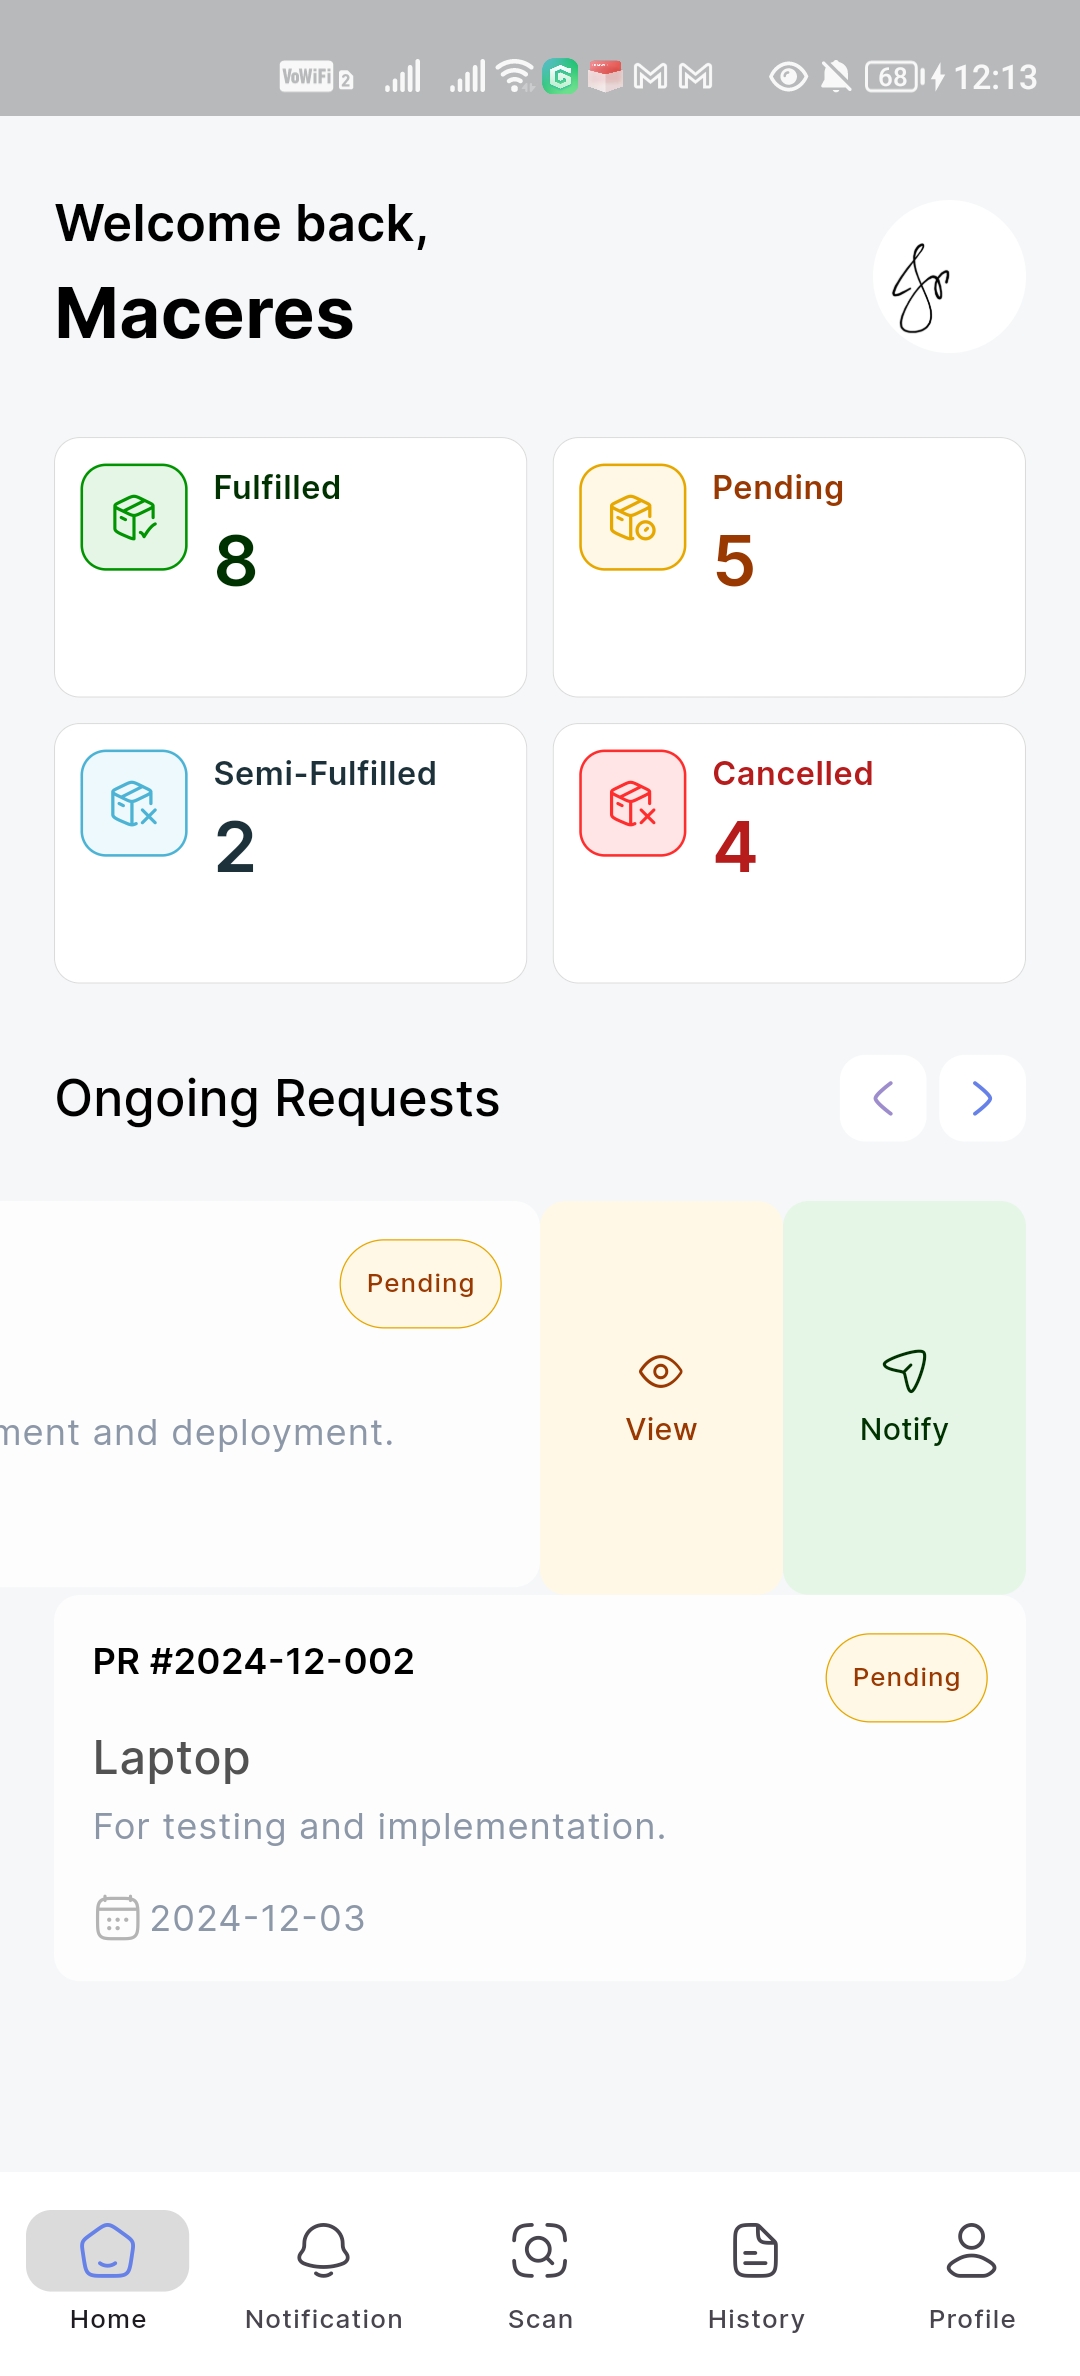 VoWiFi 2 68 12:13
Welcome back,
Maceres
Fulfilled
8
Pending
5
Semi-Fulfilled
2
Cancelled
4
Ongoing Requests
Pending
ment and deployment.
View
Notify
PR #2024-12-002
Pending
Laptop
For testing and implementation.
2024-12-03
Home
Notification
Scan
History
Profile